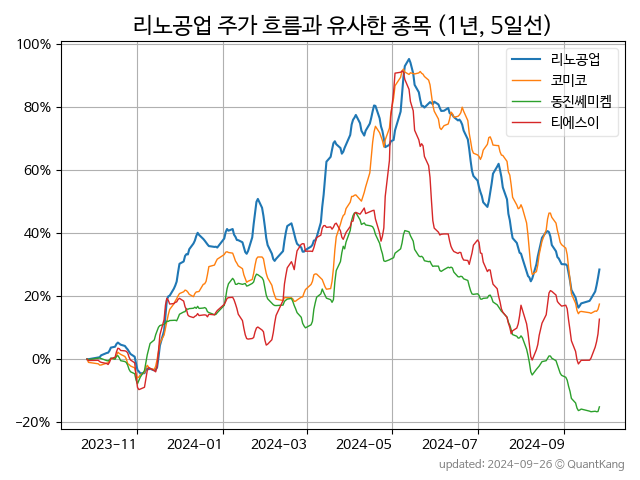 리노공업 주가 흐름과 유사한 종목 (1년, 5일선)
100%
80%
60%
40%
20%
0%
−20%
리노공업
코미코
동진쎄미켐
티에스이
2023-11
2024-01
2024-03
2024-05
2024-07
2024-09
updated: 2024-09-26 © QuantKang